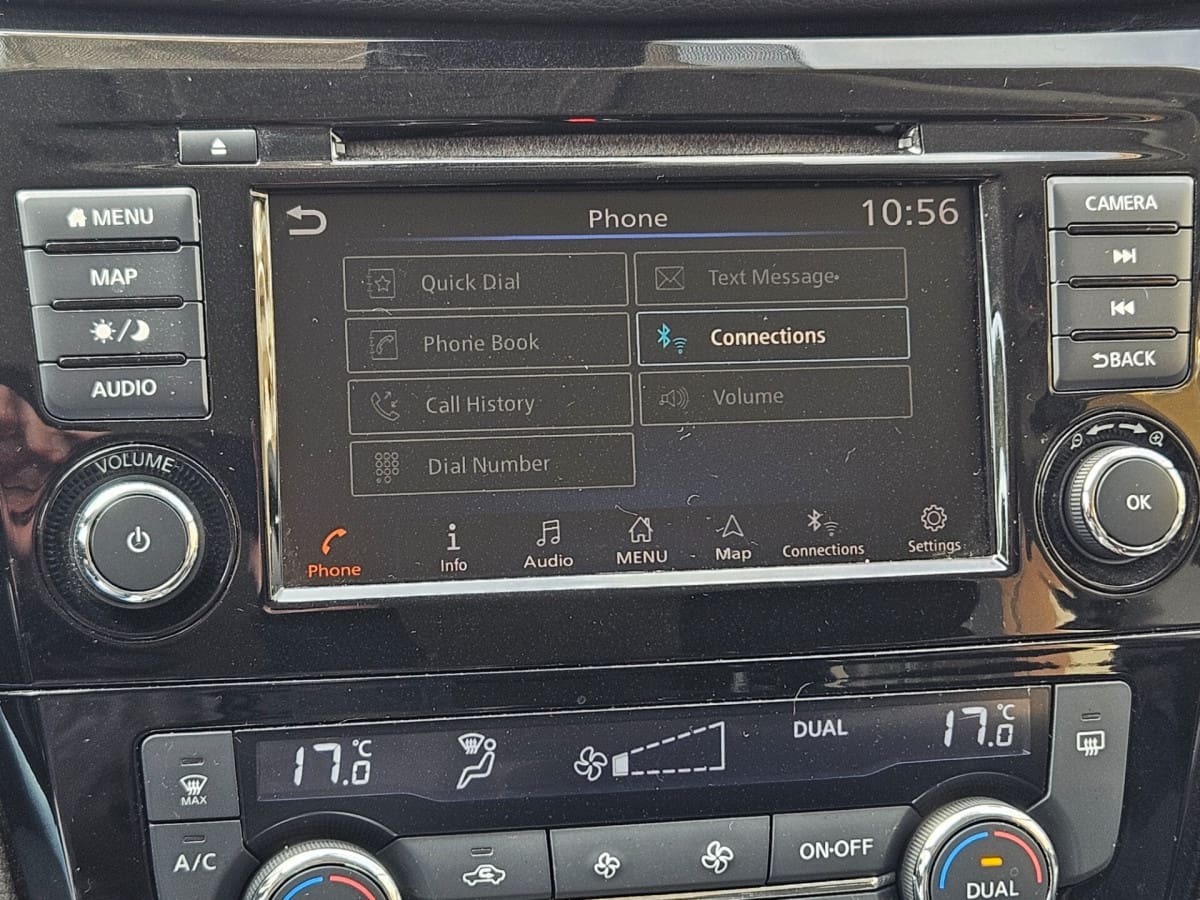 MENU
MAP
AUDIO
VOLUME
Phone
10:56
Quick Dial
Text Message
Phone Book
Connections
Call History
Volume
Dial Number
Phone
Info
Audio
MENU
Map
Connections
Settings
CAMERA
BACK
OK
17.0°C
DUAL
17.0°C
MAX
A/C
ON·OFF
DUAL